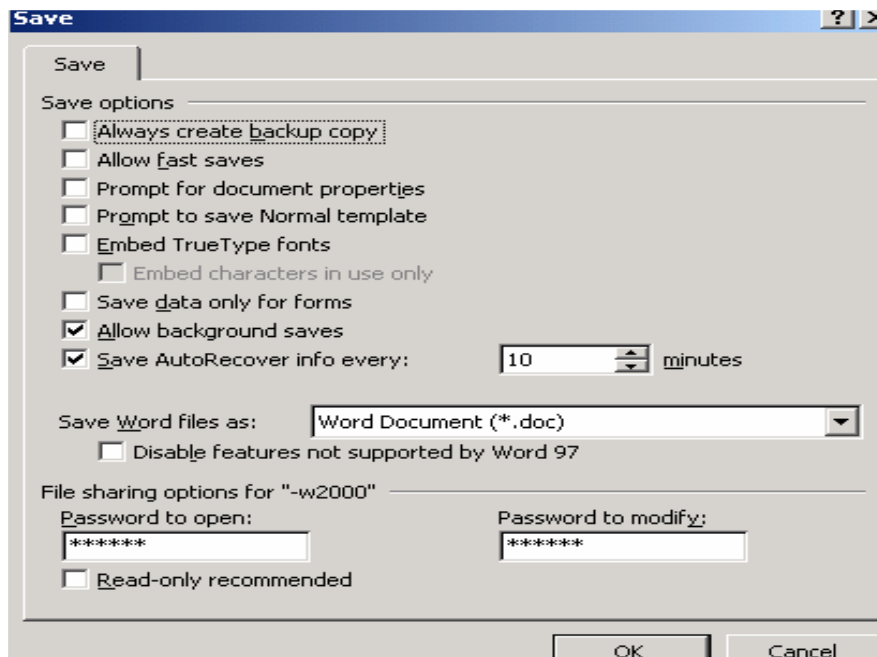 Save
Save
Save options
Always create backup copy
Allow fast saves
Prompt for document properties
Prompt to save Normal template
Embed TrueType fonts
Embed characters in use only
Save data only for forms
Allow background saves
Save AutoRecover info every: 10 minutes
Save Word files as: Word Document (*.doc)
Disable features not supported by Word 97
File sharing options for "-w2000"
Password to open: Password to modify:
****** ******
Read-only recommended
OK Cancel